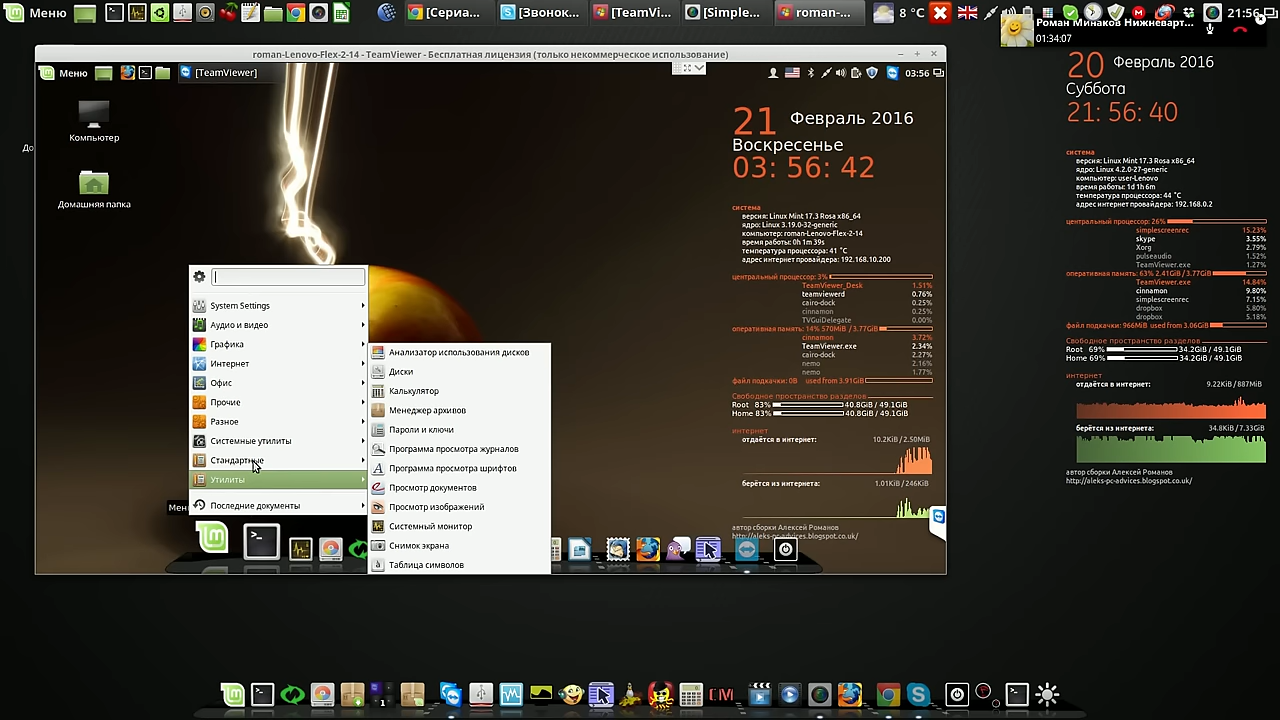 Меню
[Сериа...
[Звонок...
[TeamVi...
[Simple...
roman-...
8 °C
21:56
Роман Минаков Нижневарт...
01:34:07
20 Февраль 2016
Суббота
21: 56: 40
система
версия: Linux Mint 17.3 Rosa x86_64
ядро: Linux 4.2.0-27-generic
компьютер: user-Lenovo
время работы: 1d 1h 6m
температура процессора: 44 °C
адрес интернет провайдера: 192.168.0.2
центральный процессор: 26%
simplescreenrec 15.23%
skype 3.55%
Xorg 2.79%
pulseaudio 1.52%
TeamViewer.exe 1.27%
оперативная память: 63% 2.41GiB / 3.77GiB
TeamViewer.exe 14.84%
cinnamon 9.80%
simplescreenrec 7.15%
dropbox 5.80%
dropbox 5.18%
файл подкачки: 966MiB used from 3.06GiB
Свободное пространство разделов
Root 69% 34.2GiB / 49.1GiB
Home 69% 34.2GiB / 49.1GiB
интернет
отдаётся в интернет: 9.22KiB / 887MiB
берётся из интернета: 34.8KiB / 7.33GiB
автор сборки Алексей Романов
http://aleks-pc-advices.blogspot.co.uk/
roman-Lenovo-Flex-2-14 - TeamViewer - Бесплатная лицензия (только некоммерческое использование)
Меню
[TeamViewer]
03:56
До
Компьютер
Домашняя папка
21 Февраль 2016
Воскресенье
03: 56: 42
система
версия: Linux Mint 17.3 Rosa x86_64
ядро: Linux 3.19.0-32-generic
компьютер: roman-Lenovo-Flex-2-14
время работы: 0h 1m 39s
температура процессора: 41 °C
адрес интернет провайдера: 192.168.10.200
центральный процессор: 3%
TeamViewer_Desk 1.51%
teamviewerd 0.76%
cairo-dock 0.25%
cinnamon 0.25%
TVGuiDelegate 0.00%
оперативная память: 14% 570MiB / 3.77GiB
cinnamon 3.72%
TeamViewer.exe 2.34%
cairo-dock 2.27%
nemo 2.16%
nemo 1.77%
файл подкачки: 0B used from 3.91GiB
Свободное пространство разделов
Root 83% 40.8GiB / 49.1GiB
Home 83% 40.8GiB / 49.1GiB
интернет
отдаётся в интернет: 10.2KiB / 2.50MiB
берётся из интернета: 1.01KiB / 246KiB
автор сборки Алексей Романов
http://aleks-pc-advices.blogspot.co.uk/
System Settings
Аудио и видео
Графика
Интернет
Офис
Прочие
Разное
Системные утилиты
Стандартные
Утилиты
Последние документы
Мен
Анализатор использования дисков
Диски
Калькулятор
Менеджер архивов
Пароли и ключи
Программа просмотра журналов
Программа просмотра шрифтов
Просмотр документов
Просмотр изображений
Системный монитор
Снимок экрана
Таблица символов